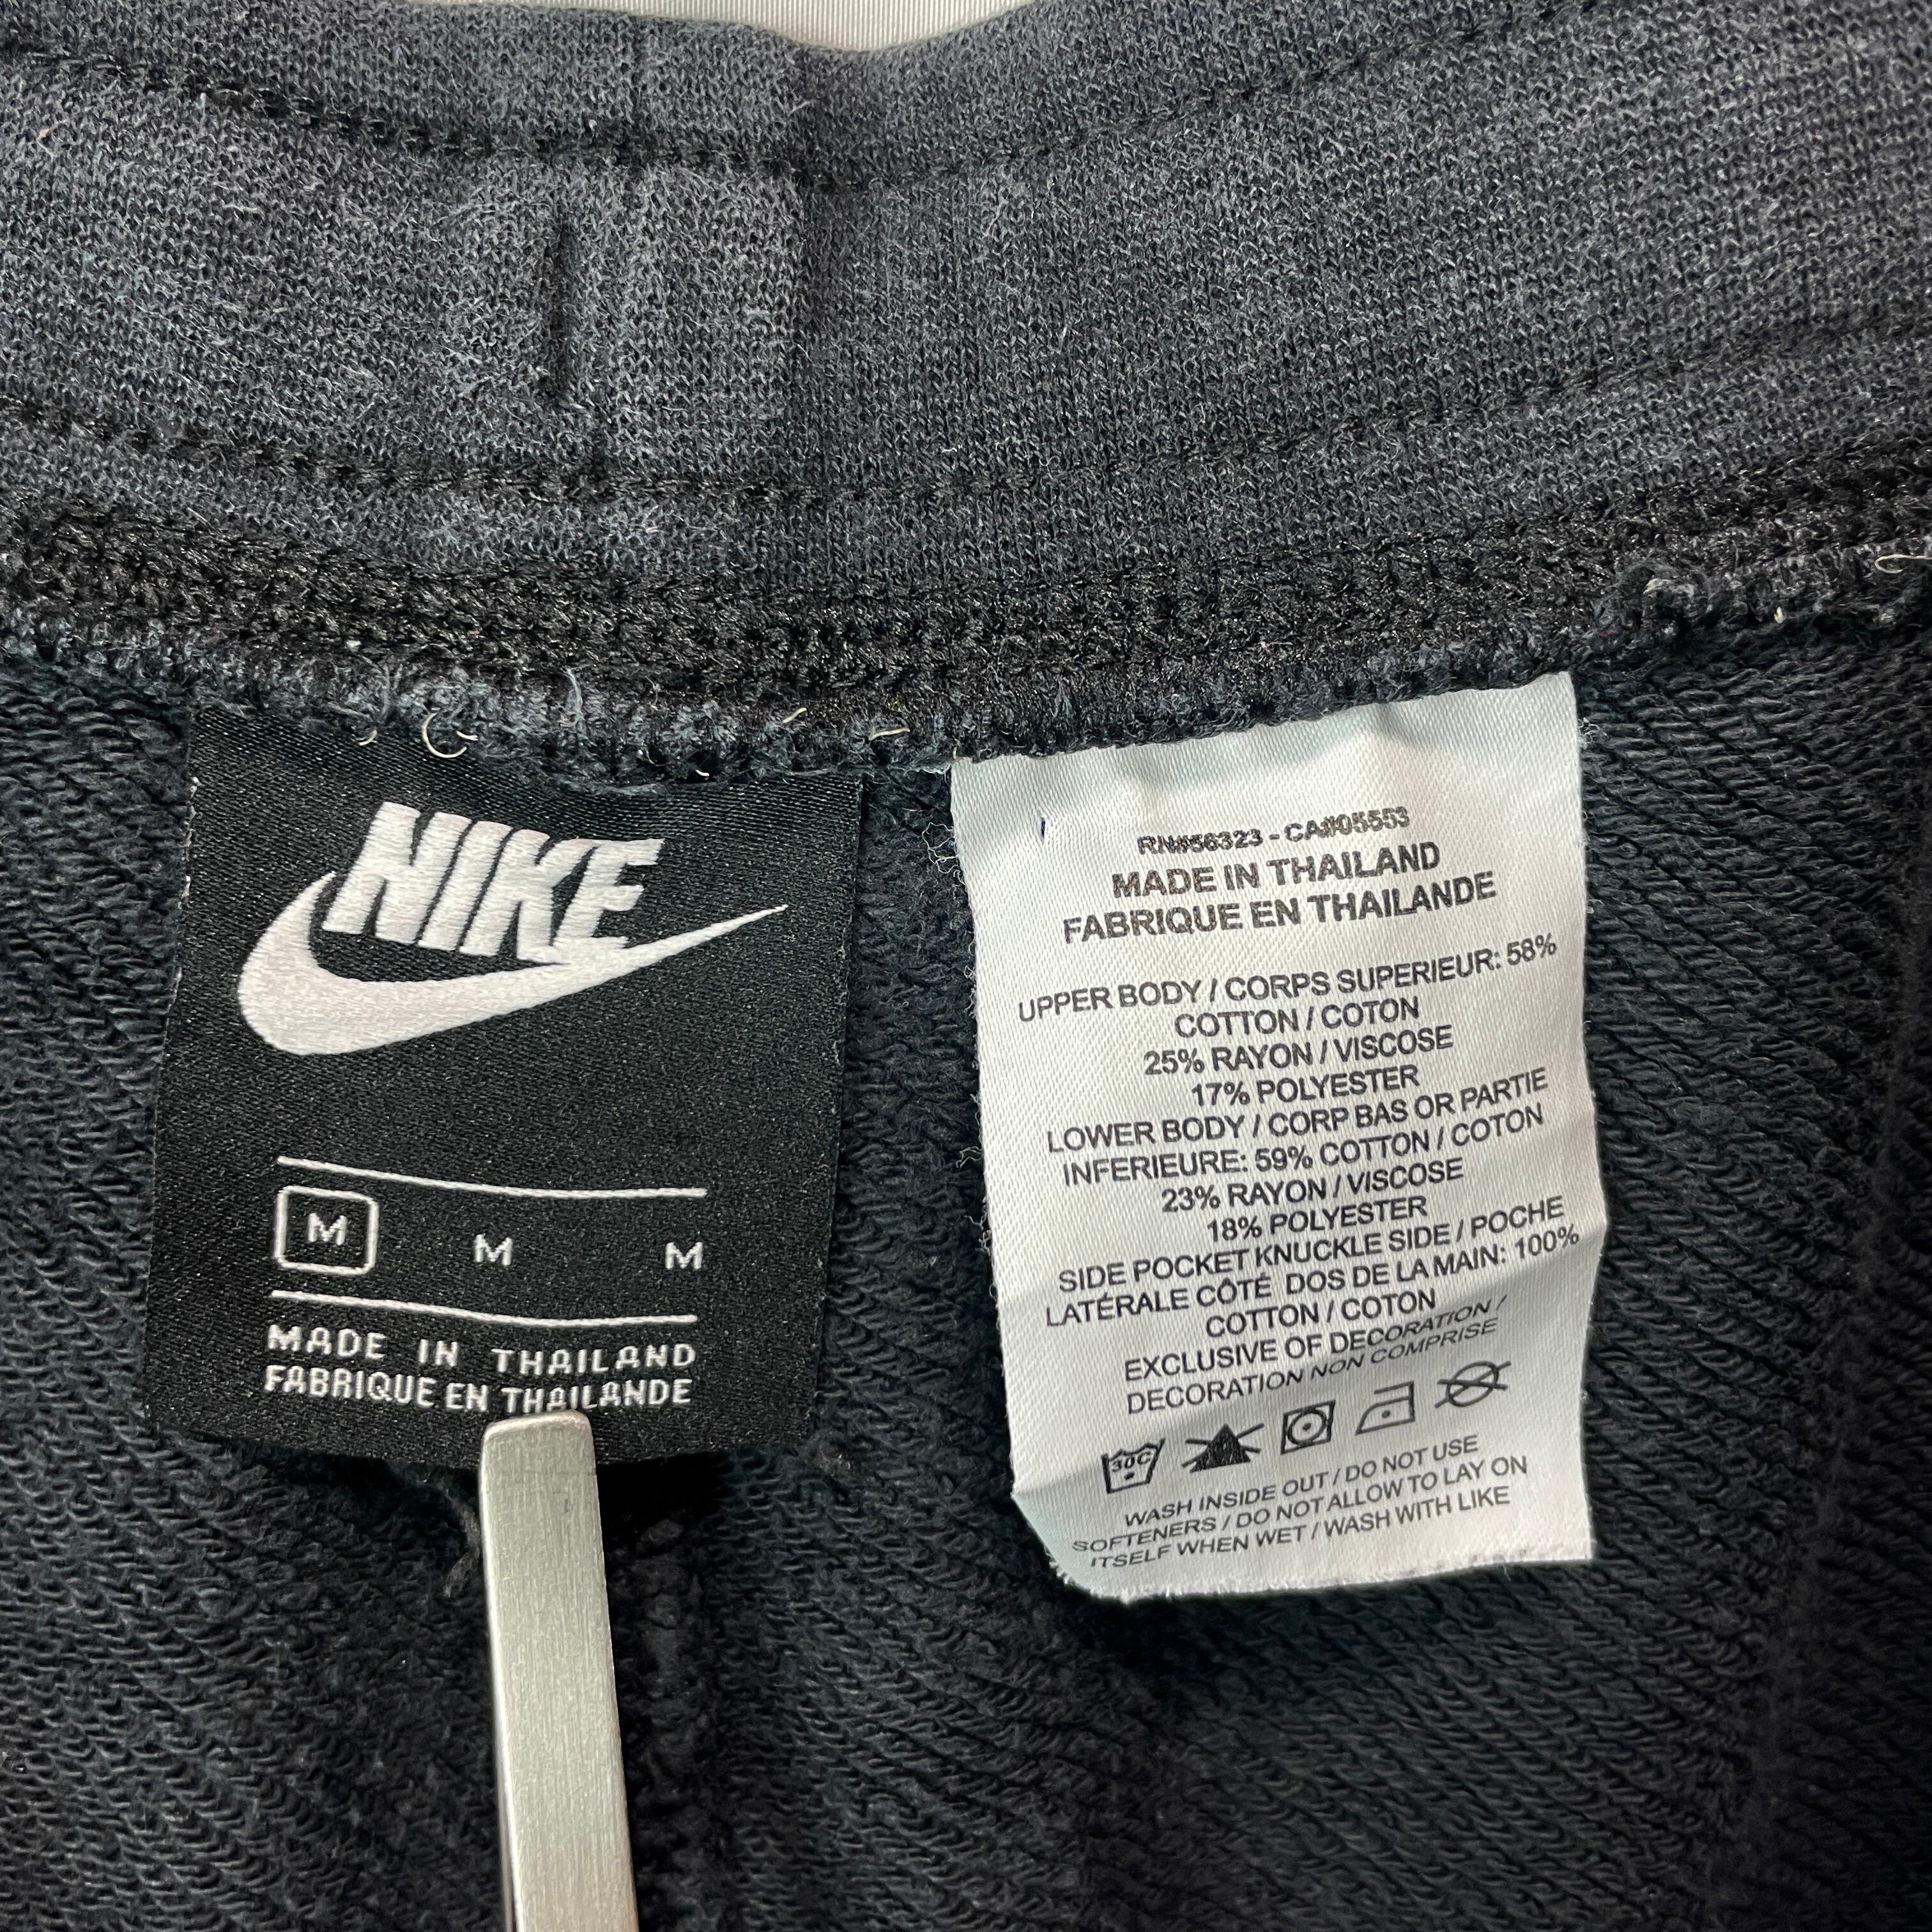 NIKE
M M M
MADE IN THAILAND
FABRIQUE EN THAILANDE
RN#56323 - CA#05553
MADE IN THAILAND
FABRIQUE EN THAILANDE
UPPER BODY / CORPS SUPERIEUR: 58%
COTTON / COTON
25% RAYON / VISCOSE
17% POLYESTER
LOWER BODY / CORP BAS OR PARTIE
INFERIEURE: 59% COTTON / COTON
23% RAYON / VISCOSE
18% POLYESTER
SIDE POCKET KNUCKLE SIDE / POCHE
LATÉRALE CÔTÉ DOS DE LA MAIN: 100%
COTTON / COTON
EXCLUSIVE OF DECORATION /
DECORATION NON COMPRISE
30C
WASH INSIDE OUT / DO NOT USE
SOFTENERS / DO NOT ALLOW TO LAY ON
ITSELF WHEN WET / WASH WITH LIKE